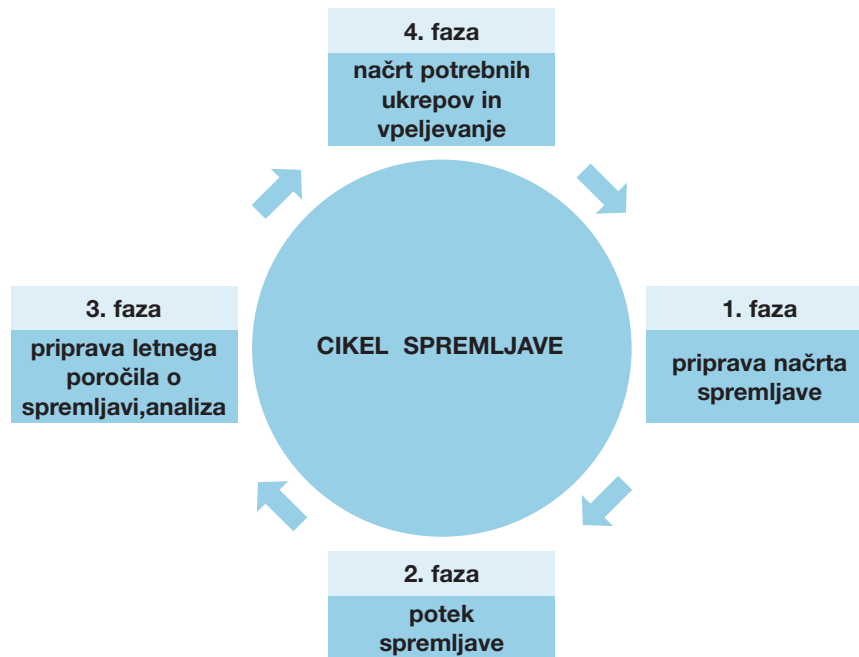 4. faza
načrt potrebnih
ukrepov in
vpeljevanje
3. faza
priprava letnega
poročila o
spremljavi,analiza
CIKEL SPREMLJAVE
1. faza
priprava načrta
spremljave
2. faza
potek
spremljave